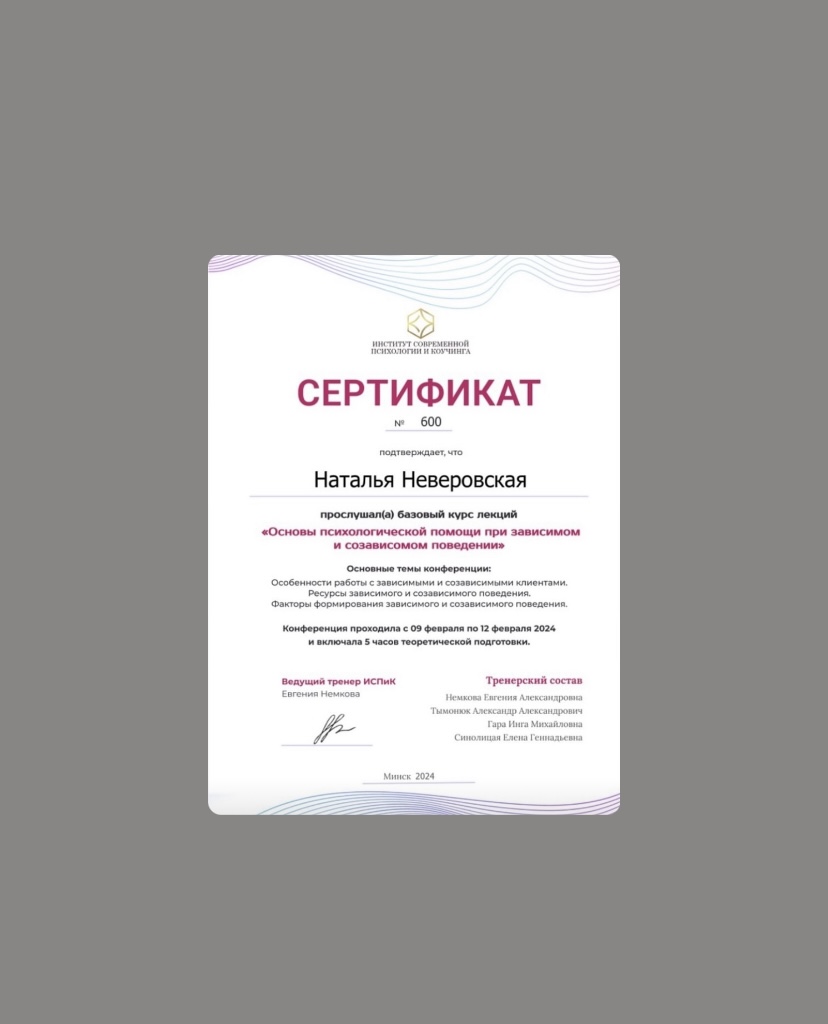 ИНСТИТУТ СОВРЕМЕННОЙ
ПСИХОЛОГИИ И КОУЧИНГА
СЕРТИФИКАТ
№ 600
подтверждает, что
Наталья Неверовская
прослушал(а) базовый курс лекций
«Основы психологической помощи при зависимом
и созависомом поведении»
Основные темы конференции:
Особенности работы с зависимыми и созависимыми клиентами.
Ресурсы зависимого и созависимого поведения.
Факторы формирования зависимого и созависимого поведения.
Конференция проходила с 09 февраля по 12 февраля 2024
и включала 5 часов теоретической подготовки.
Ведущий тренер ИСПиК
Евгения Немкова
Тренерский состав
Немкова Евгения Александровна
Тымонюк Александр Александрович
Гара Инга Михайловна
Синолицая Елена Геннадьевна
Минск 2024